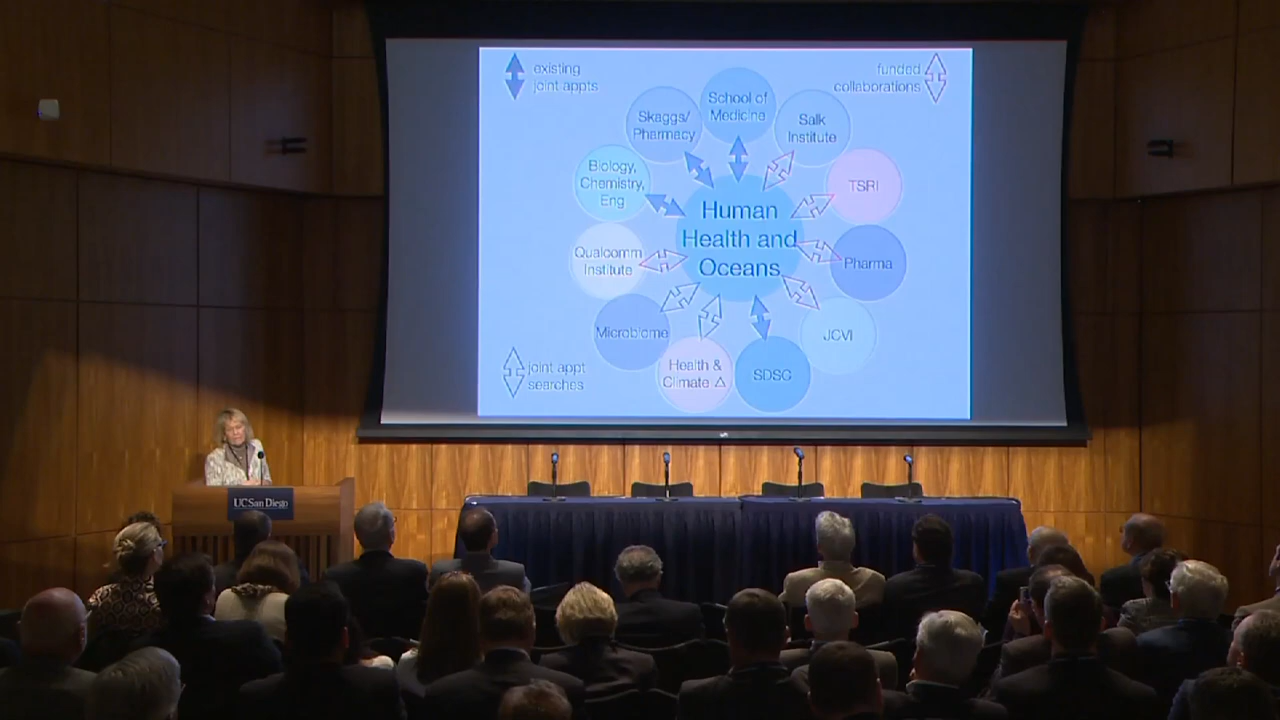 existing
joint appts
funded
collaborations
School of
Medicine
Skaggs/
Pharmacy
Salk
Institute
Biology,
Chemistry,
Eng
TSRI
Human
Health and
Oceans
Qualcomm
Institute
Pharma
Microbiome
JCVI
Health &
Climate Δ
SDSC
joint appt
searches
UC San Diego